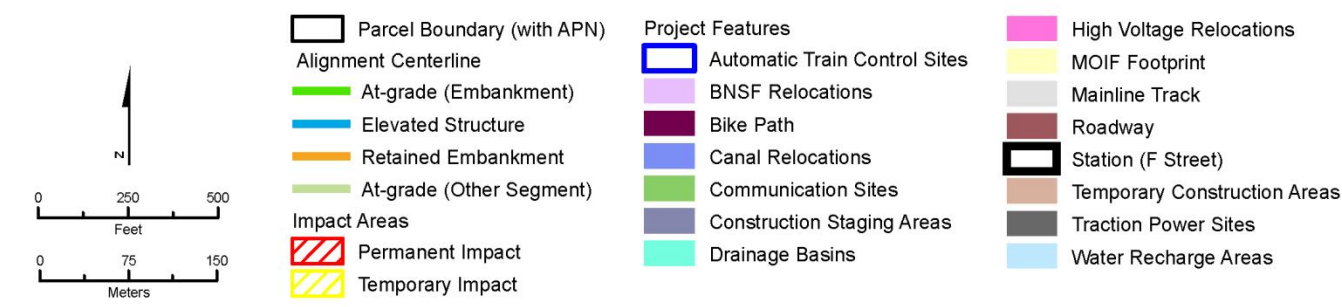 N
0 250 500
Feet
0 75 150
Meters
Parcel Boundary (with APN)
Alignment Centerline
At-grade (Embankment)
Elevated Structure
Retained Embankment
At-grade (Other Segment)
Impact Areas
Permanent Impact
Temporary Impact
Project Features
Automatic Train Control Sites
BNSF Relocations
Bike Path
Canal Relocations
Communication Sites
Construction Staging Areas
Drainage Basins
High Voltage Relocations
MOIF Footprint
Mainline Track
Roadway
Station (F Street)
Temporary Construction Areas
Traction Power Sites
Water Recharge Areas